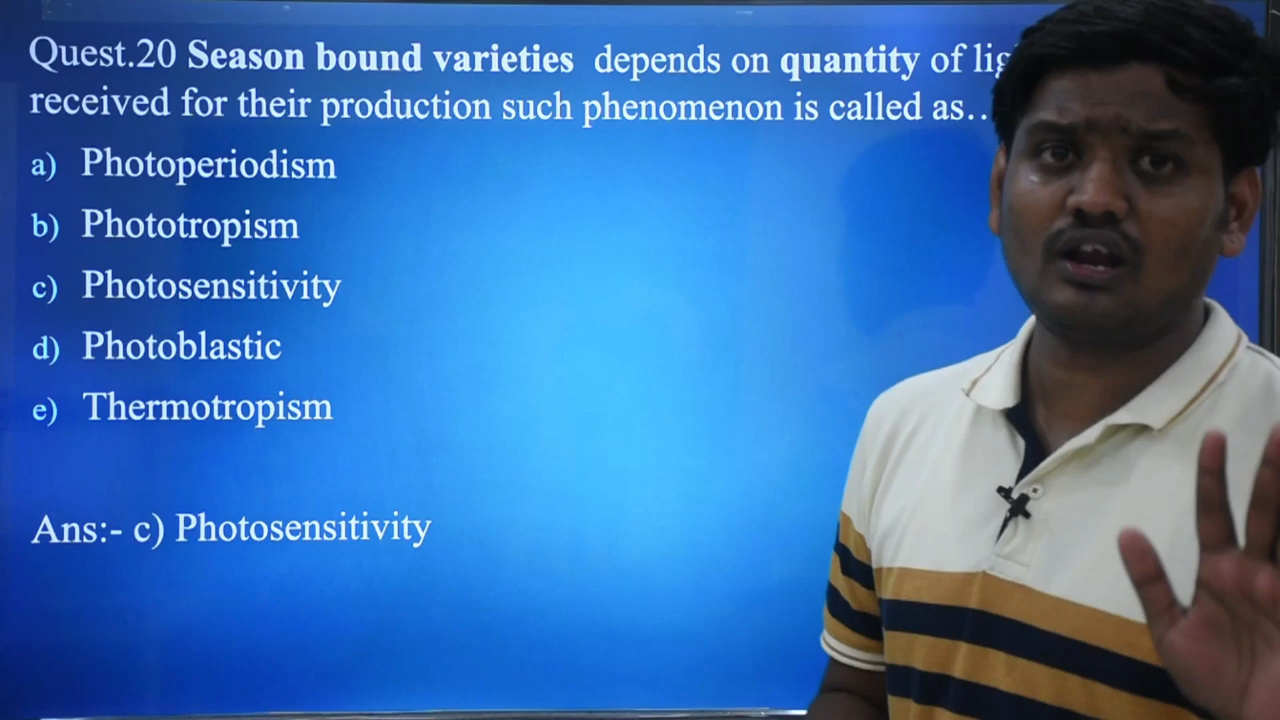 Quest.20 Season bound varieties depends on quantity of
received for their production such phenomenon is called as..
a) Photoperiodism
b) Phototropism
c) Photosensitivity
d) Photoblastic
e) Thermotropism
Ans:- c) Photosensitivity